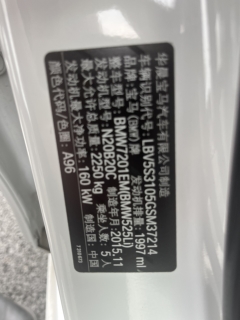 华晨宝马汽车有限公司制造
车辆识别代号: LBV5S3105GSM37214
品牌: 宝马(BMW)牌
整车型号: BMW7201EM(BMW525Li)
发动机型号: N20B20C 制造年月: 2015.11
最大允许总质量: 2250 kg 乘坐人数: 5 人
发动机最大净功率: 160 kW 发动机排量: 1997 ml
颜色代码/色圈: A96 制造国: 中国